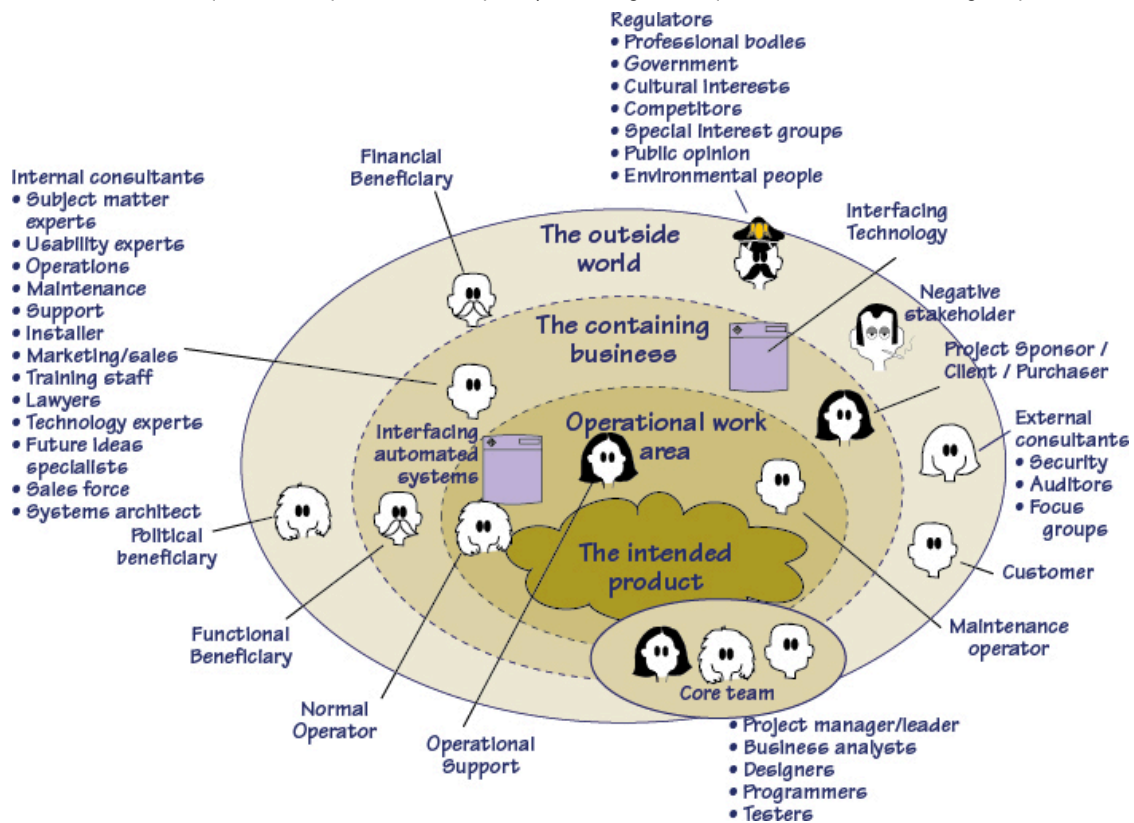 Regulators
• Professional bodies
• Government
• Cultural interests
• Competitors
• Special interest groups
• Public opinion
• Environmental people
Financial
Beneficiary
Internal consultants
• Subject matter
experts
• Usability experts
• Operations
• Maintenance
• Support
• Installer
• Marketing/sales
• Training staff
• Lawyers
• Technology experts
• Future ideas
specialists
• Sales force
• Systems architect
Interfacing
Technology
The outside
world
Negative
stakeholder
The containing
business
Project Sponsor /
Client / Purchaser
Operational work
area
Interfacing
automated
systems
External
consultants
• Security
• Auditors
• Focus
groups
Political
beneficiary
The intended
product
Customer
Functional
Beneficiary
Maintenance
operator
Normal
Operator
Operational
Support
Core team
• Project manager/leader
• Business analysts
• Designers
• Programmers
• Testers